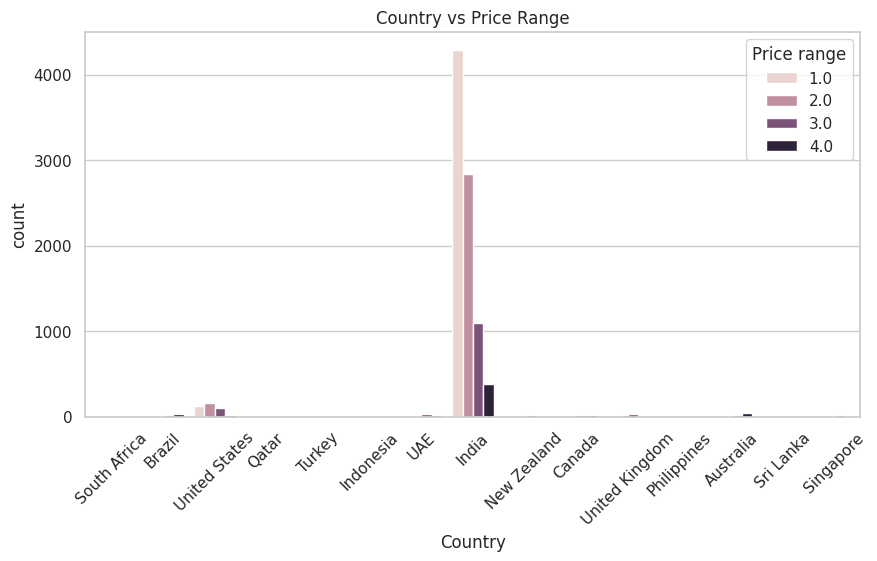 Country vs Price Range
Price range
1.0
2.0
3.0
4.0
count
4000
3000
2000
1000
0
South Africa
Brazil
United States
Qatar
Turkey
Indonesia
UAE
India
New Zealand
Canada
United Kingdom
Philippines
Australia
Sri Lanka
Singapore
Country